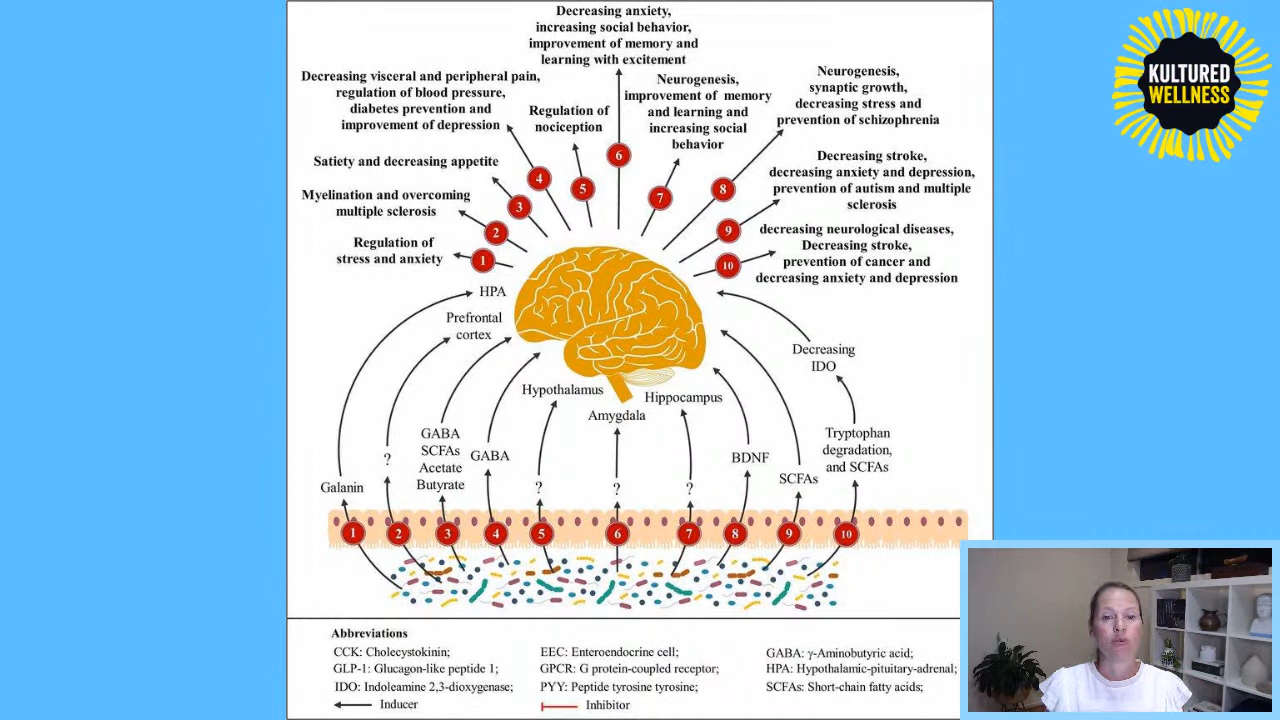 Decreasing anxiety,
increasing social behavior,
improvement of memory and
learning with excitement
Decreasing visceral and peripheral pain,
regulation of blood pressure,
diabetes prevention and
improvement of depression
Regulation of
nociception
Neurogenesis,
improvement of memory
and learning and
increasing social
behavior
Neurogenesis,
synaptic growth,
decreasing stress and
prevention of schizophrenia
KULTURED
WELLNESS
Satiety and decreasing appetite
Myelination and overcoming
multiple sclerosis
Regulation of
stress and anxiety
Decreasing stroke,
decreasing anxiety and depression,
prevention of autism and multiple
sclerosis
decreasing neurological diseases,
Decreasing stroke,
prevention of cancer and
decreasing anxiety and depression
1
2
3
4
5
6
7
8
9
10
HPA
Prefrontal
cortex
Hypothalamus
Amygdala
Hippocampus
Decreasing
IDO
Galanin
?
GABA
SCFAs
Acetate
Butyrate
GABA
?
?
?
BDNF
SCFAs
Tryptophan
degradation,
and SCFAs
1
2
3
4
5
6
7
8
9
10
Abbreviations
CCK: Cholecystokinin;
EEC: Enteroendocrine cell;
GABA: γ-Aminobutyric acid;
GLP-1: Glucagon-like peptide 1;
GPCR: G protein-coupled receptor;
HPA: Hypothalamic-pituitary-adrenal;
IDO: Indoleamine 2,3-dioxygenase;
PYY: Peptide tyrosine tyrosine;
SCFAs: Short-chain fatty acids;
Inducer
Inhibitor